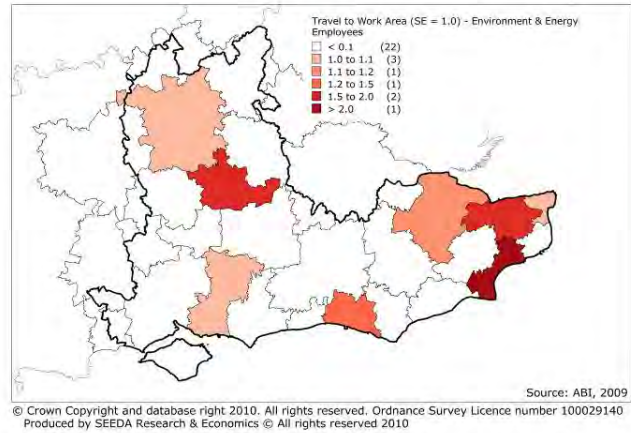 Travel to Work Area (SE = 1.0) - Environment & Energy
Employees
< 0.1 (22)
1.0 to 1.1 (3)
1.1 to 1.2 (1)
1.2 to 1.5 (1)
1.5 to 2.0 (2)
> 2.0 (1)
Source: ABI, 2009
© Crown Copyright and database right 2010. All rights reserved. Ordnance Survey Licence number 100029140
Produced by SEEDA Research & Economics © All rights reserved 2010